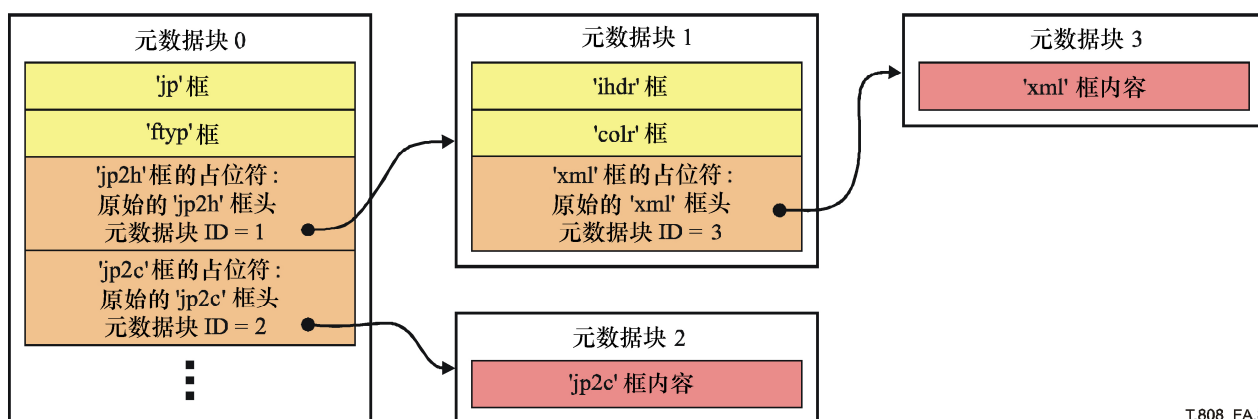 元数据块 0
'jp' 框
'ftyp' 框
'jp2h' 框的占位符：
原始的 'jp2h' 框头
元数据块 ID = 1
'jp2c' 框的占位符：
原始的 'jp2c' 框头
元数据块 ID = 2
元数据块 1
'ihdr' 框
'colr' 框
'xml' 框的占位符：
原始的 'xml' 框头
元数据块 ID = 3
元数据块 2
'jp2c' 框内容
元数据块 3
'xml' 框内容